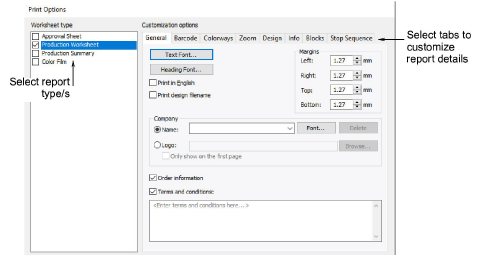 Print Options
Worksheet type
Customization options
Approval Sheet
Production Worksheet
Production Summary
Color Film
General Barcode Colorways Zoom Design Info Blocks Stop Sequence
Select tabs to
customize
report details
Select report
type/s
Text Font...
Heading Font...
Print in English
Print design filename
Margins
Left: 1.27 mm
Right: 1.27 mm
Top: 1.27 mm
Bottom: 1.27 mm
Company
Name: Font... Delete
Logo: Browse...
Only show on the first page
Order information
Terms and conditions:
<Enter terms and conditions here...>